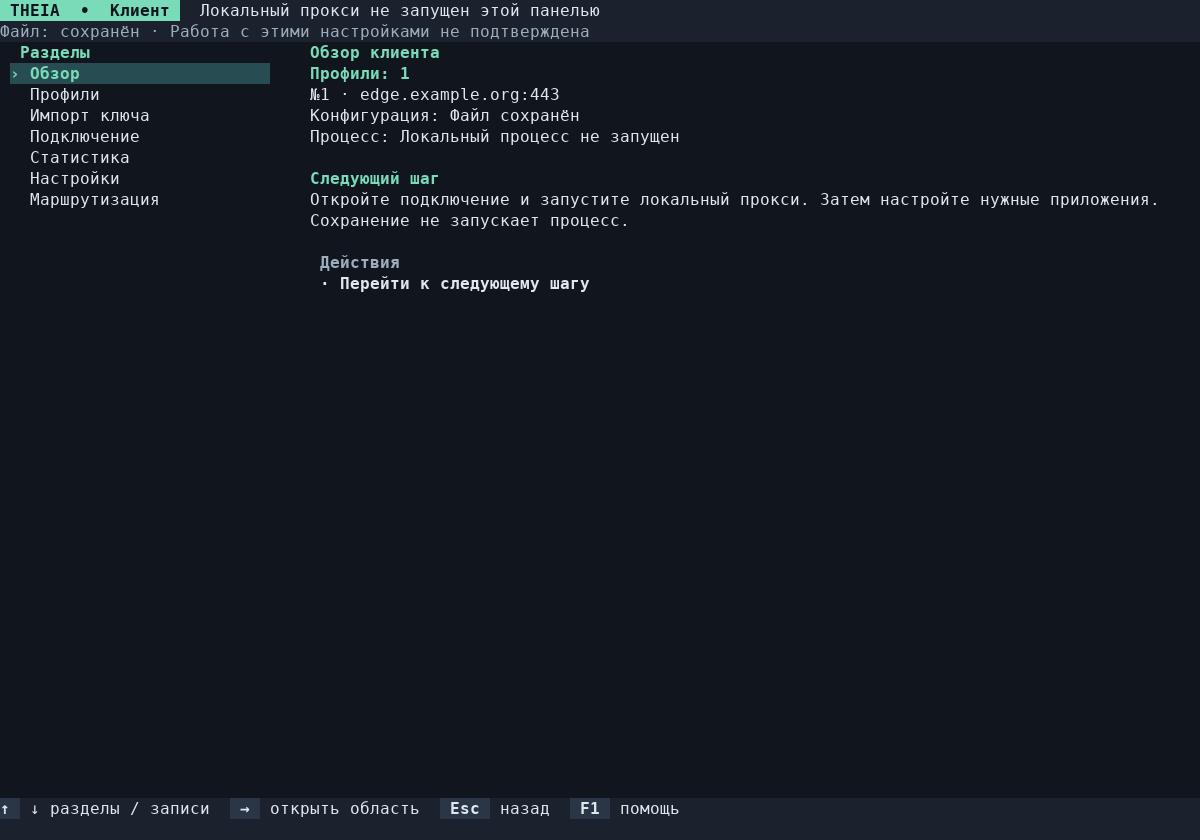 THEIA • Клиент Локальный прокси не запущен этой панелью
Файл: сохранён · Работа с этими настройками не подтверждена
Разделы
› Обзор
Профили
Импорт ключа
Подключение
Статистика
Настройки
Маршрутизация
Обзор клиента
Профили: 1
№1 · edge.example.org:443
Конфигурация: Файл сохранён
Процесс: Локальный процесс не запущен
Следующий шаг
Откройте подключение и запустите локальный прокси. Затем настройте нужные приложения.
Сохранение не запускает процесс.
Действия
· Перейти к следующему шагу
↑ ↓ разделы / записи → открыть область Esc назад F1 помощь